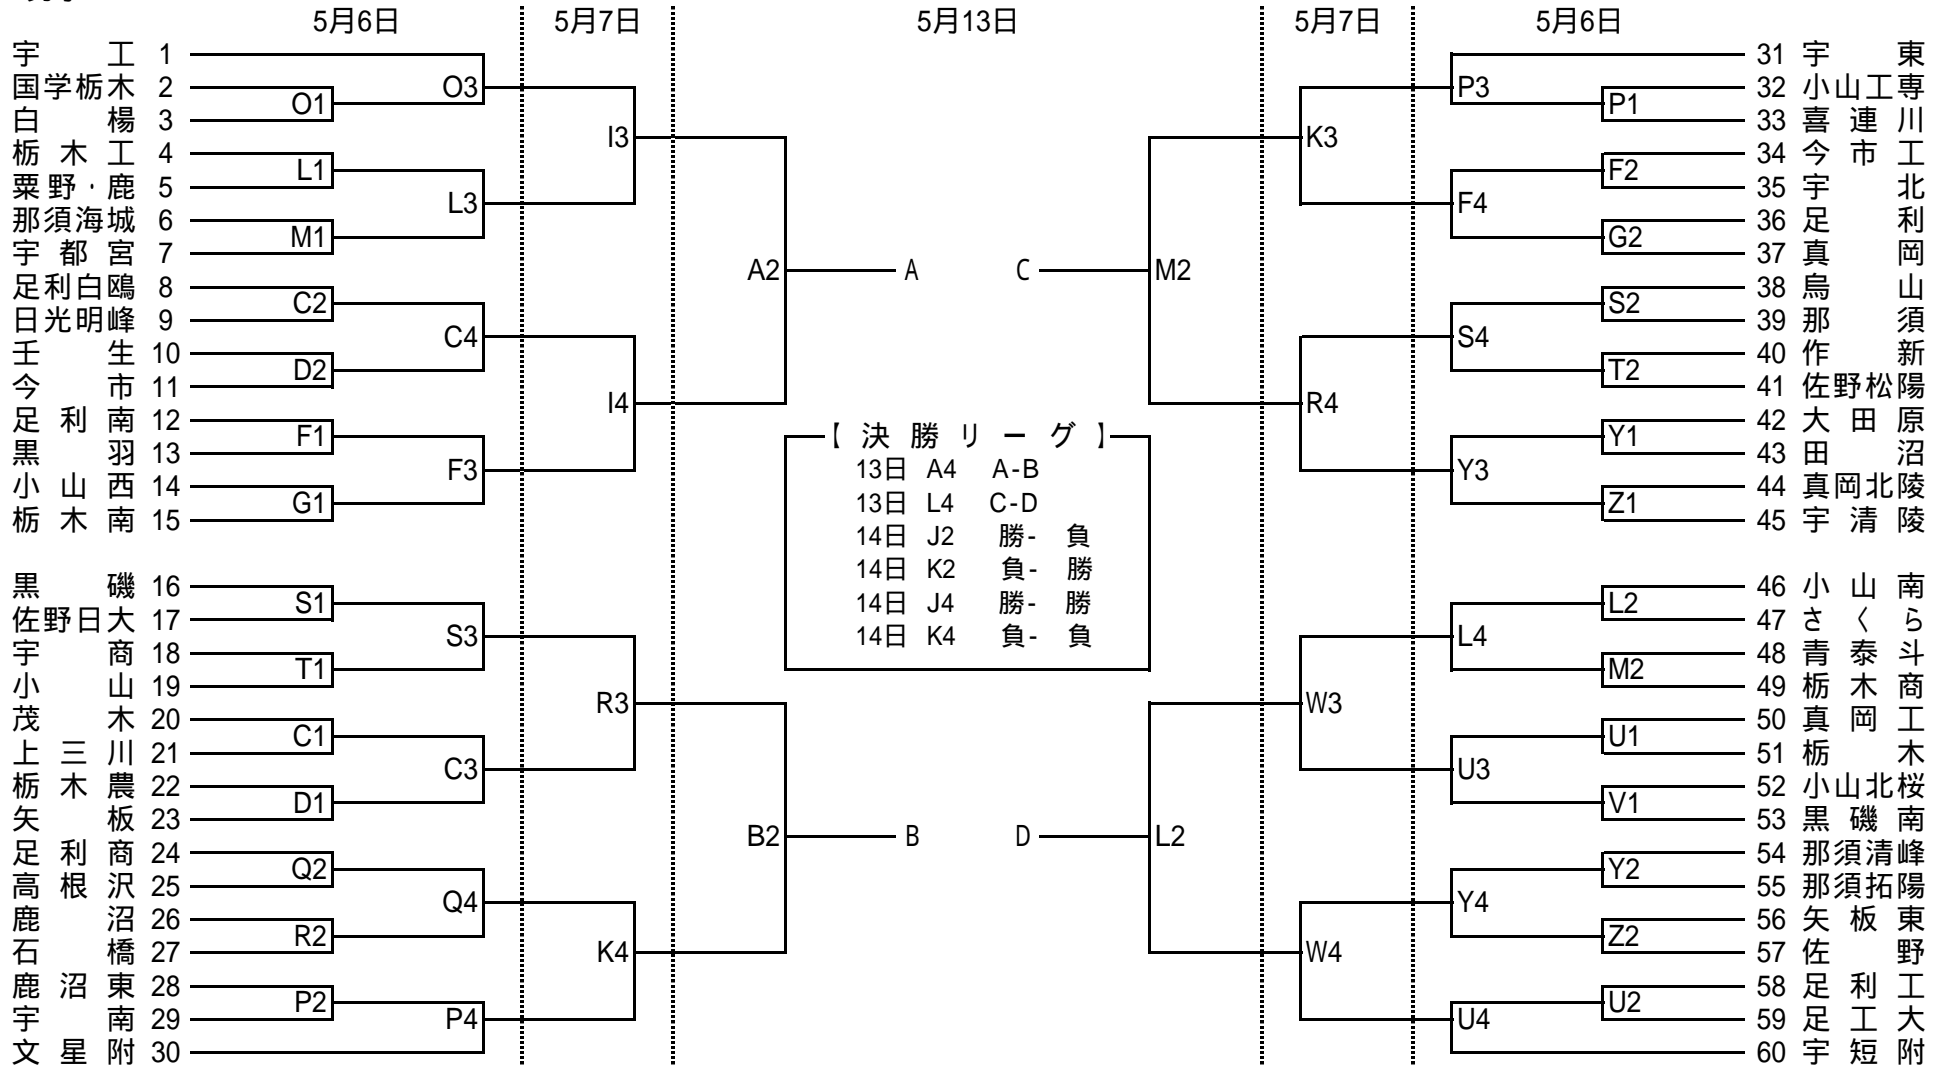 5月6日 5月7日 5月13日 5月7日 5月6日
宇工 1
国学栃木 2
白楊 3
栃木工 4
粟野・鹿 5
那須海城 6
宇都宮 7
足利白鴎 8
日光明峰 9
壬生 10
今市 11
足利南 12
黒羽 13
小山西 14
栃木南 15
黒磯 16
佐野日大 17
宇商 18
小山 19
茂木 20
上三川 21
栃木農 22
矢板 23
足利商 24
高根沢 25
鹿沼 26
石橋 27
鹿沼東 28
宇南 29
文星附 30
O1
L1
M1
C2
D2
F1
G1
S1
T1
C1
D1
Q2
R2
P2
O3
L3
C4
F3
S3
C3
Q4
P4
I3
I4
R3
K4
A2
B2
A
B
C
D
【決勝リーグ】
13日 A4 A-B
13日 L4 C-D
14日 J2 勝- 負
14日 K2 負- 勝
14日 J4 勝- 勝
14日 K4 負- 負
M2
L2
K3
R4
W3
W4
P3
F4
S4
Y3
L4
U3
Y4
U4
P1
F2
G2
S2
T2
Y1
Z1
L2
M2
U1
V1
Y2
Z2
U2
31 宇東
32 小山工専
33 喜連川
34 今市工
35 宇北
36 足利
37 真岡
38 烏山
39 那須
40 作新
41 佐野松陽
42 大田原
43 田沼
44 真岡北陵
45 宇清陵
46 小山南
47 さくら
48 青泰斗
49 栃木商
50 真岡工
51 栃木
52 小山北桜
53 黒磯南
54 那須清峰
55 那須拓陽
56 矢板東
57 佐野
58 足利工
59 足工大
60 宇短附